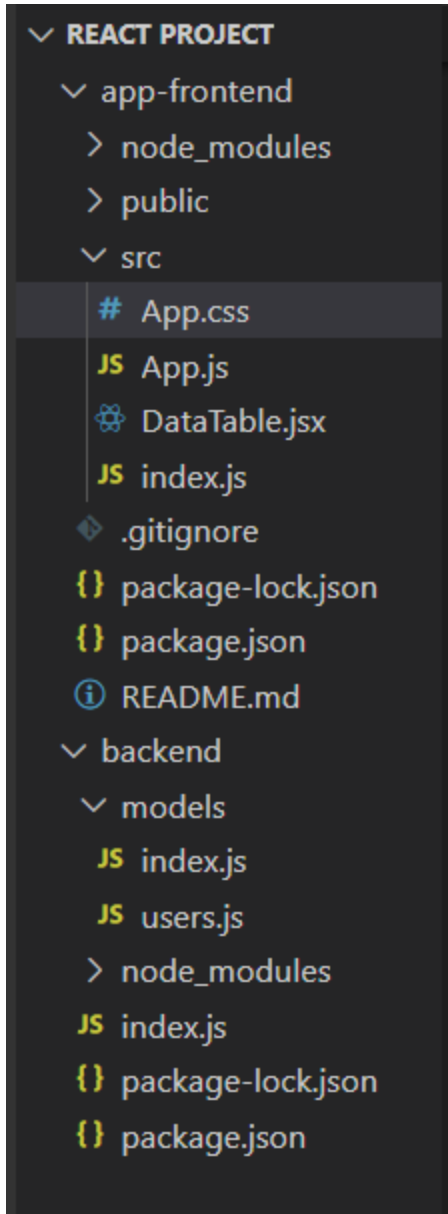 REACT PROJECT
app-frontend
node_modules
public
src
# App.css
JS App.js
DataTable.jsx
JS index.js
.gitignore
{} package-lock.json
{} package.json
README.md
backend
models
JS index.js
JS users.js
node_modules
JS index.js
{} package-lock.json
{} package.json